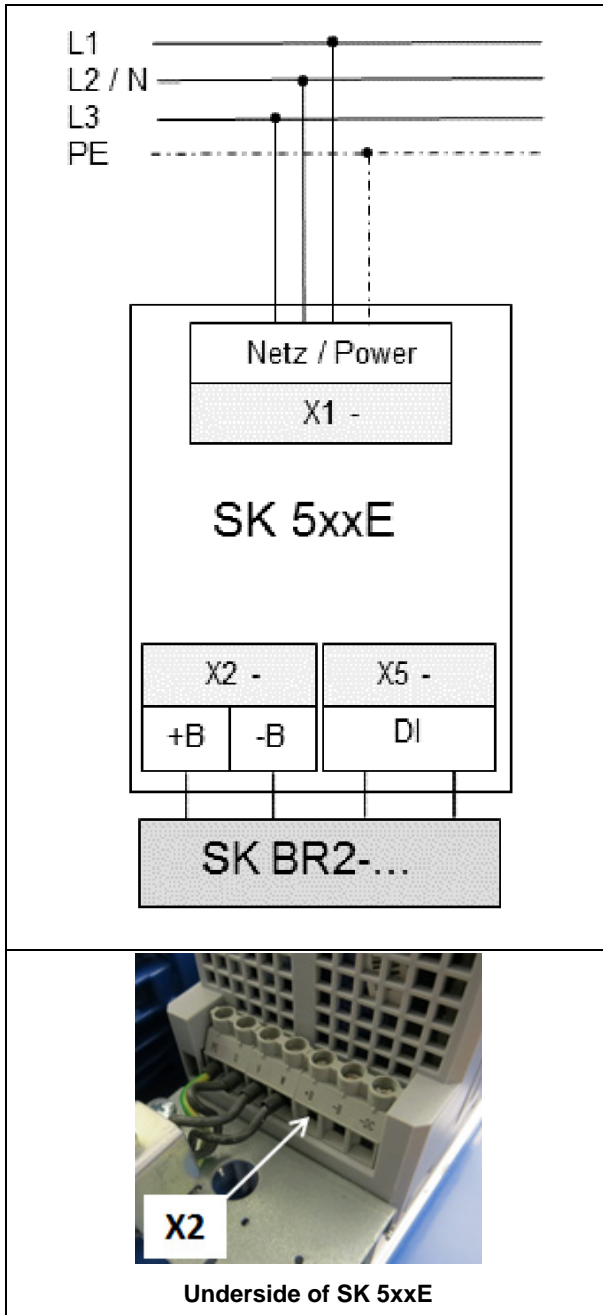 L1
L2 / N
L3
PE
Netz / Power
X1 -
SK 5xxE
X2 -
X5 -
+B
-B
DI
SK BR2-...
X2
Underside of SK 5xxE